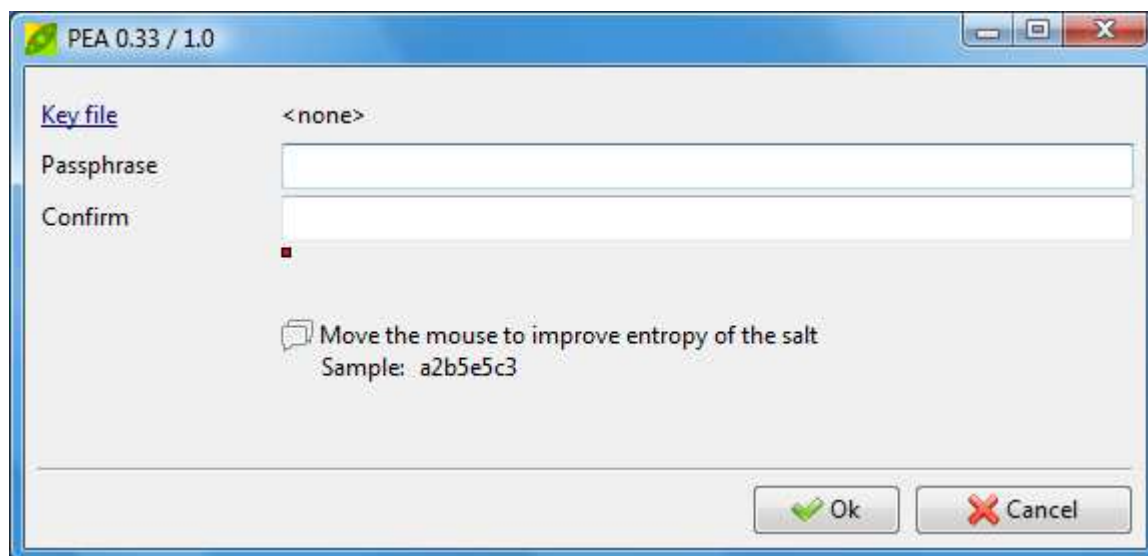 PEA 0.33 / 1.0
Key file <none>
Passphrase
Confirm
Move the mouse to improve entropy of the salt
Sample: a2b5e5c3
Ok Cancel